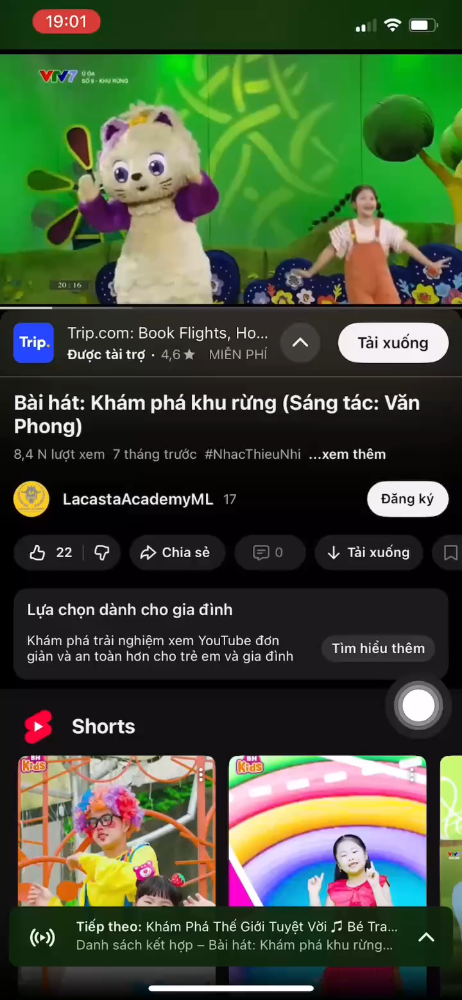 19:01
VTV7
Ú ÒA
SỐ 8 - KHU RỪNG
20 : 16
Trip.
Trip.com: Book Flights, Ho...
Được tài trợ · 4,6★ MIỄN PHÍ
Tải xuống
Bài hát: Khám phá khu rừng (Sáng tác: Văn
Phong)
8,4 N lượt xem 7 tháng trước #NhacThieuNhi ...xem thêm
LacastaAcademyML 17
Đăng ký
22
Chia sẻ
0
Tải xuống
Lựa chọn dành cho gia đình
Khám phá trải nghiệm xem YouTube đơn
giản và an toàn hơn cho trẻ em và gia đình
Tìm hiểu thêm
Shorts
BH
Kids
BH
Kids
Tiếp theo: Khám Phá Thế Giới Tuyệt Vời 🎵 Bé Tra...
Danh sách kết hợp – Bài hát: Khám phá khu rừng...